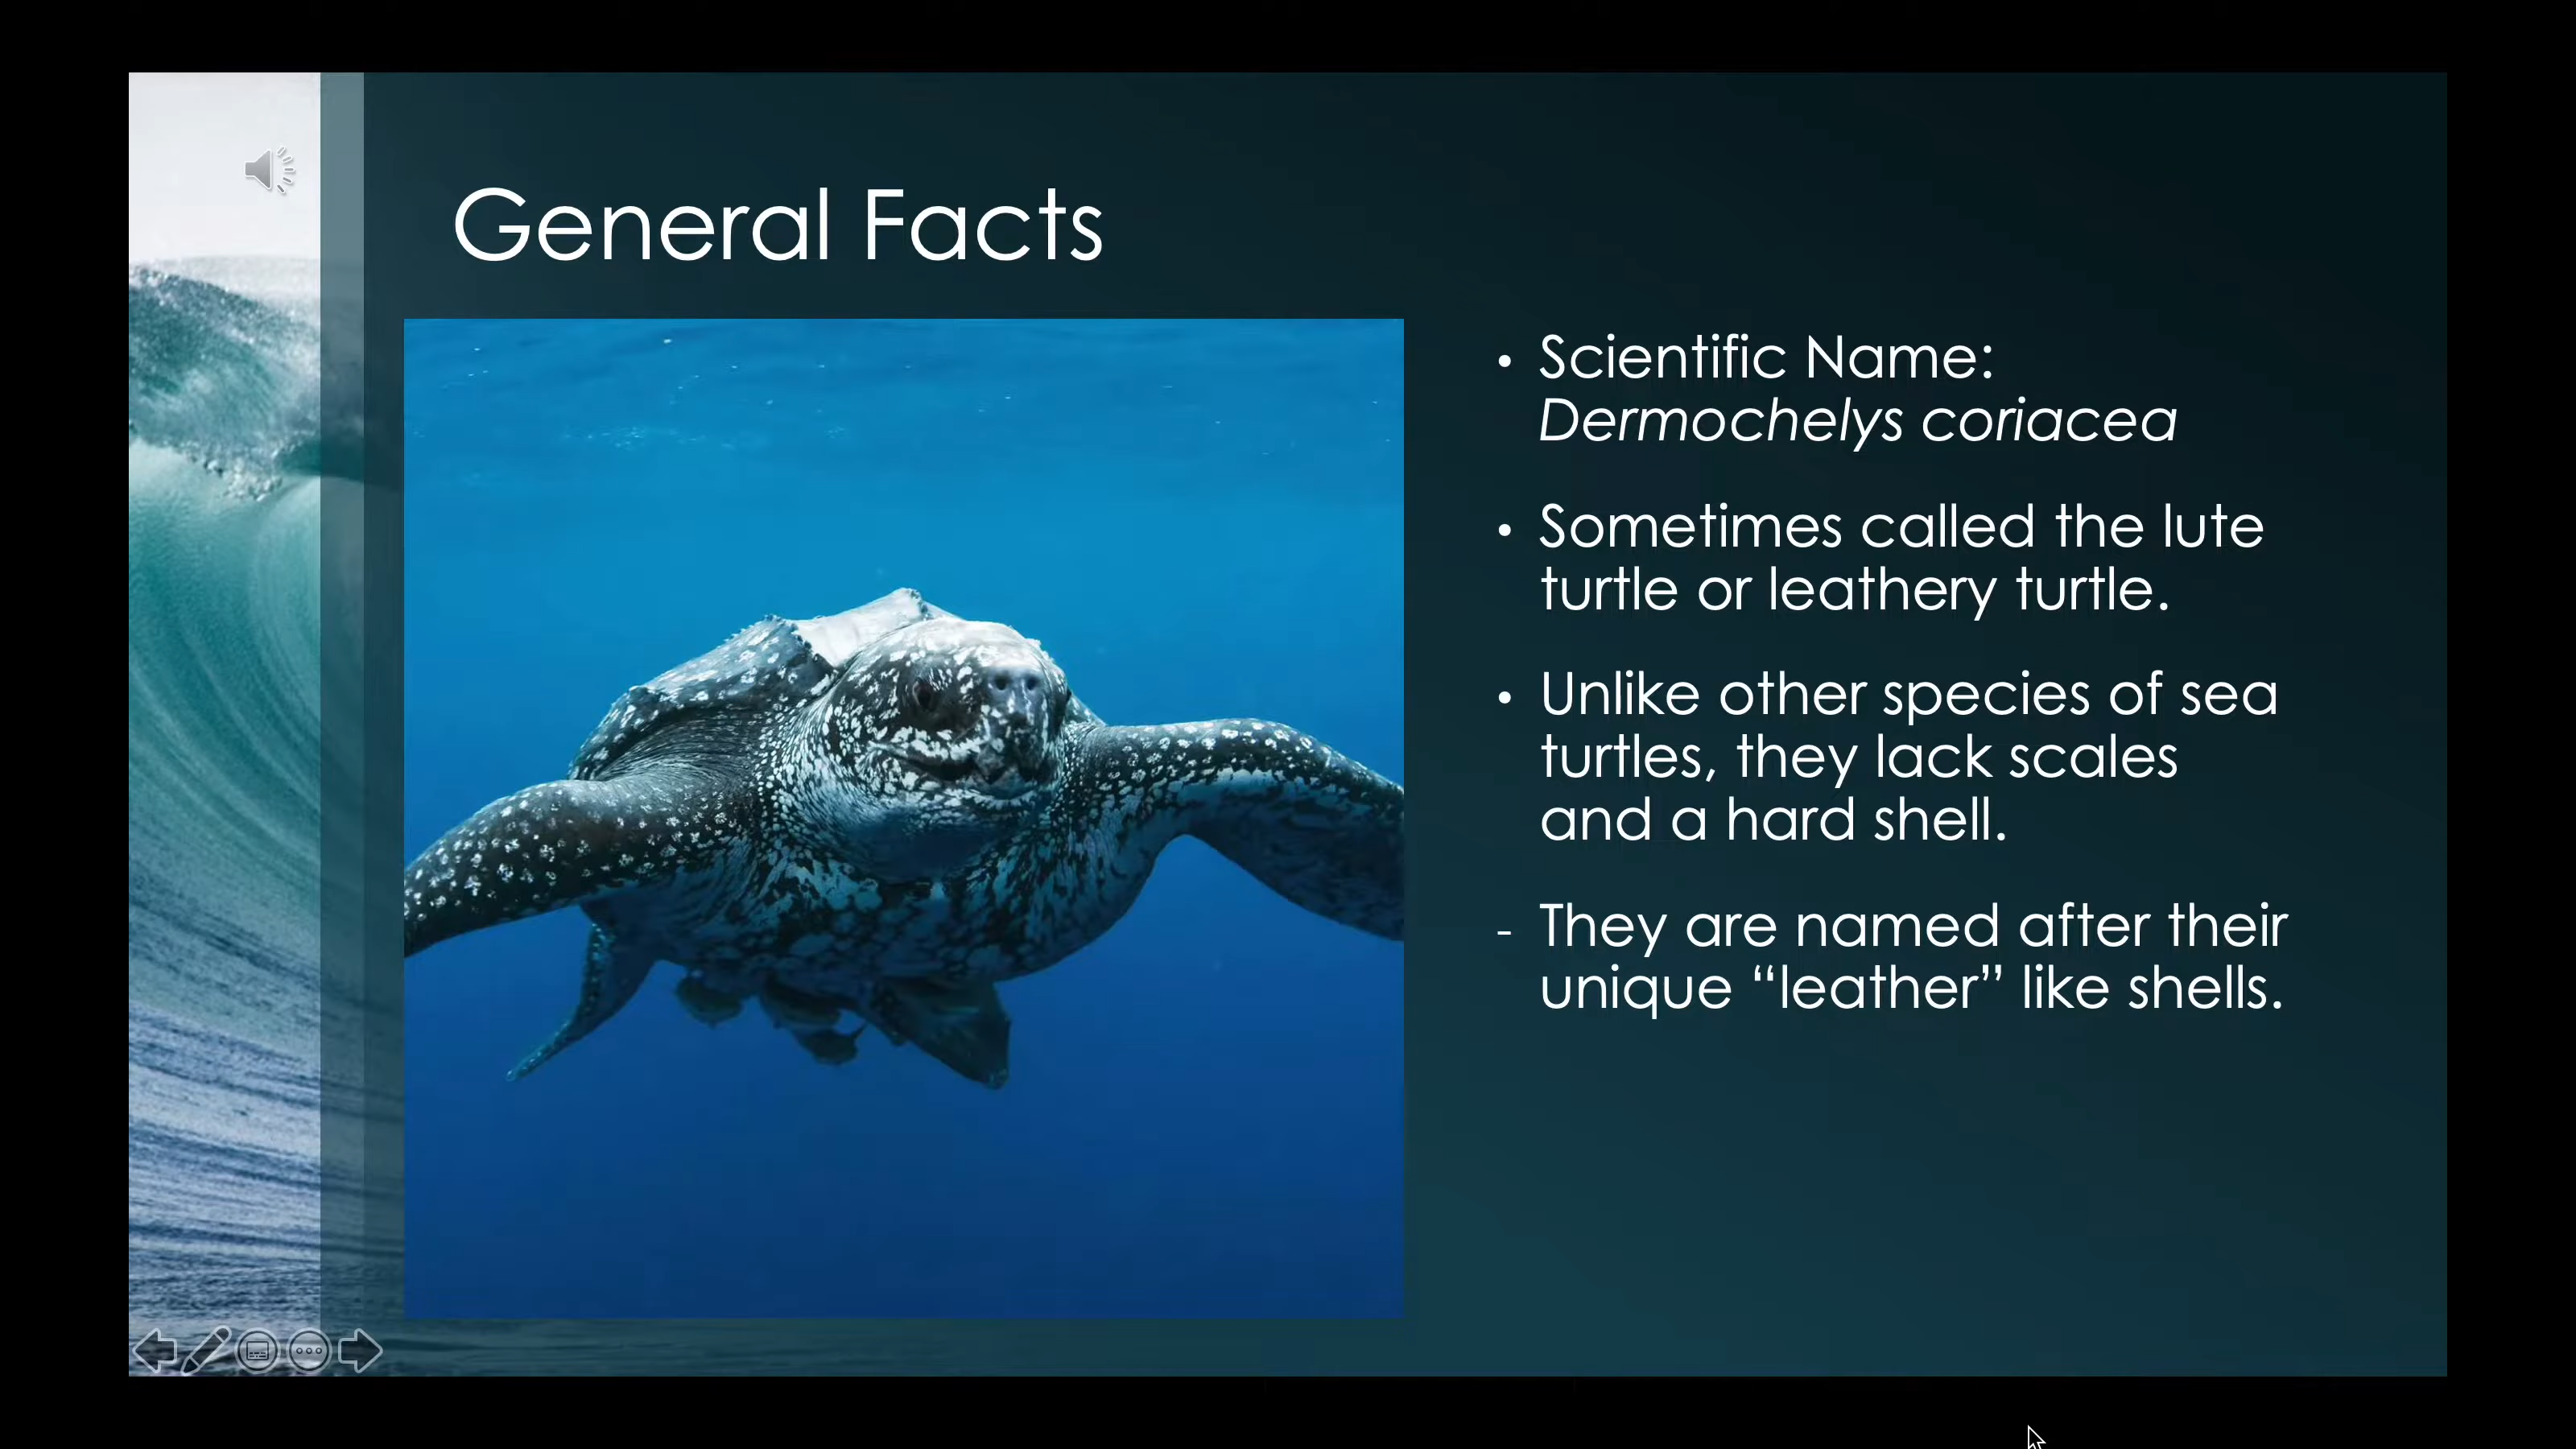 General Facts
• Scientific Name:
Dermochelys coriacea
• Sometimes called the lute
turtle or leathery turtle.
• Unlike other species of sea
turtles, they lack scales
and a hard shell.
- They are named after their
unique “leather” like shells.